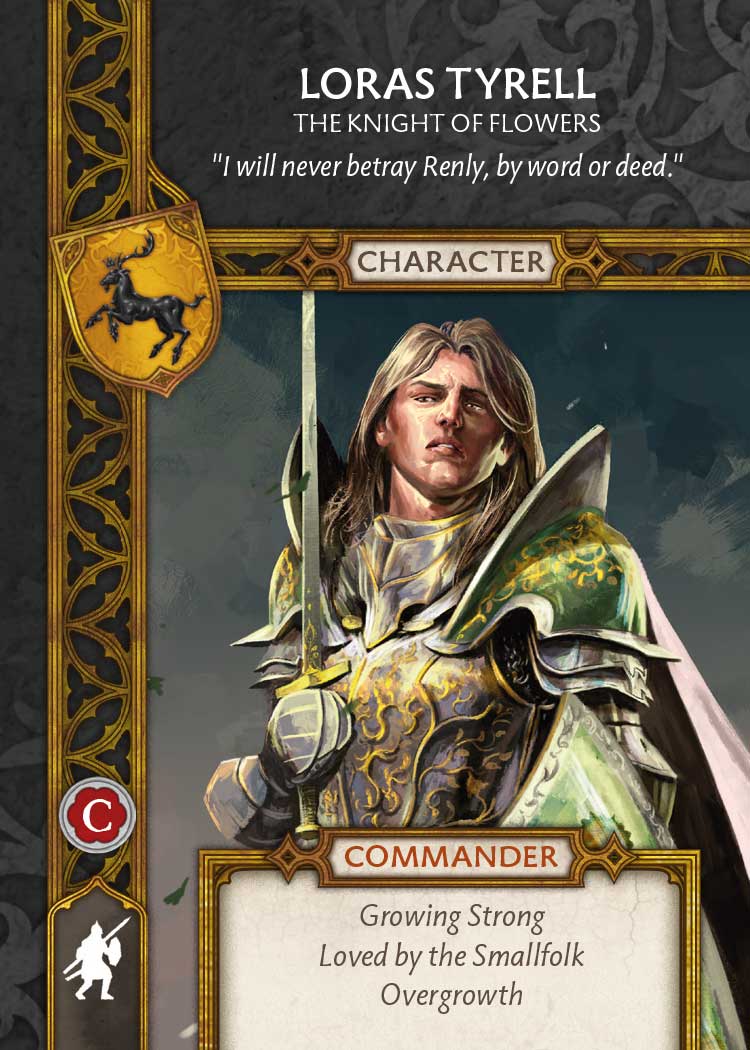 LORAS TYRELL
THE KNIGHT OF FLOWERS
"I will never betray Renly, by word or deed."
CHARACTER
C
COMMANDER
Growing Strong
Loved by the Smallfolk
Overgrowth